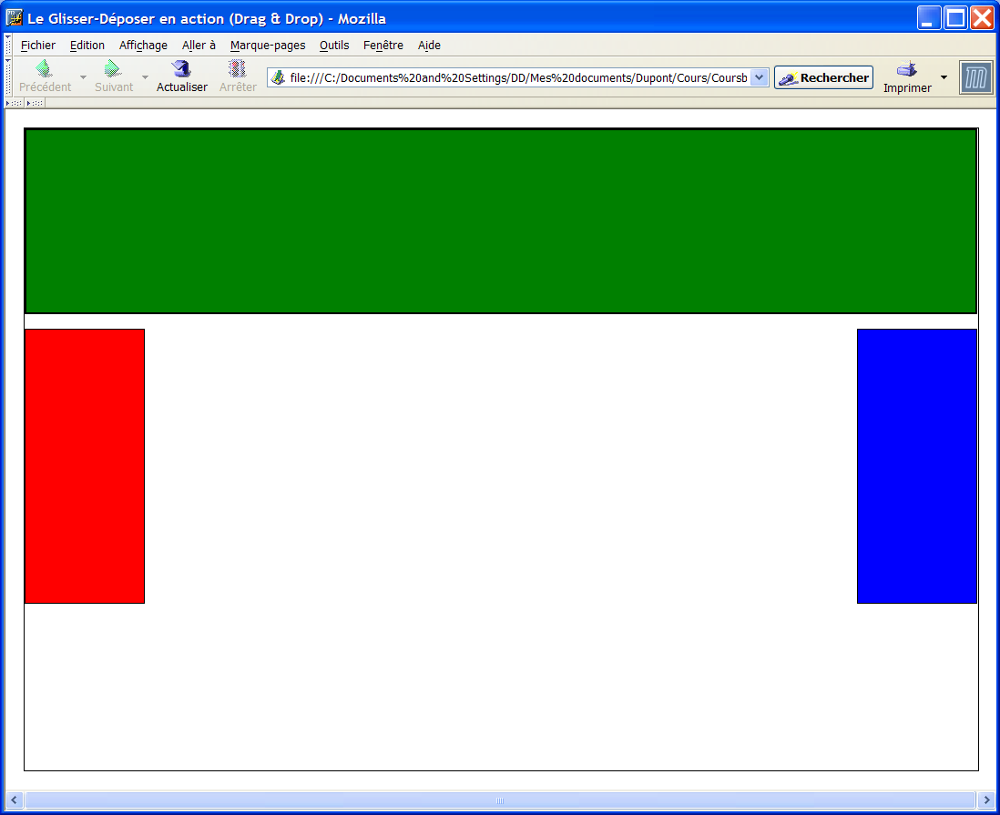 Le Glisser-Déposer en action (Drag & Drop) - Mozilla
Fichier Edition Affichage Aller à Marque-pages Outils Fenêtre Aide
Précédent Suivant Actualiser Arrêter file:///C:/Documents%20and%20Settings/DD/Mes%20documents/Dupont/Cours/Coursb Rechercher Imprimer